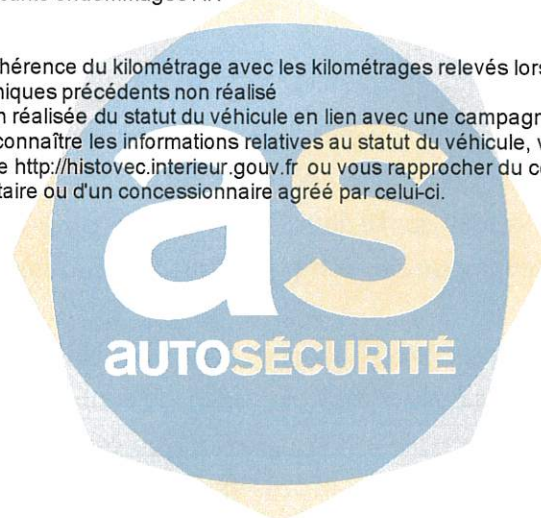 hérence du kilométrage avec les kilométrages relevés lors
niques précédents non réalisé
n réalisée du statut du véhicule en lien avec une campagn
connaître les informations relatives au statut du véhicule, v
e http://histovec.interieur.gouv.fr ou vous rapprocher du c
taire ou d'un concessionnaire agréé par celui-ci.
as
AUTOSÉCURITÉ